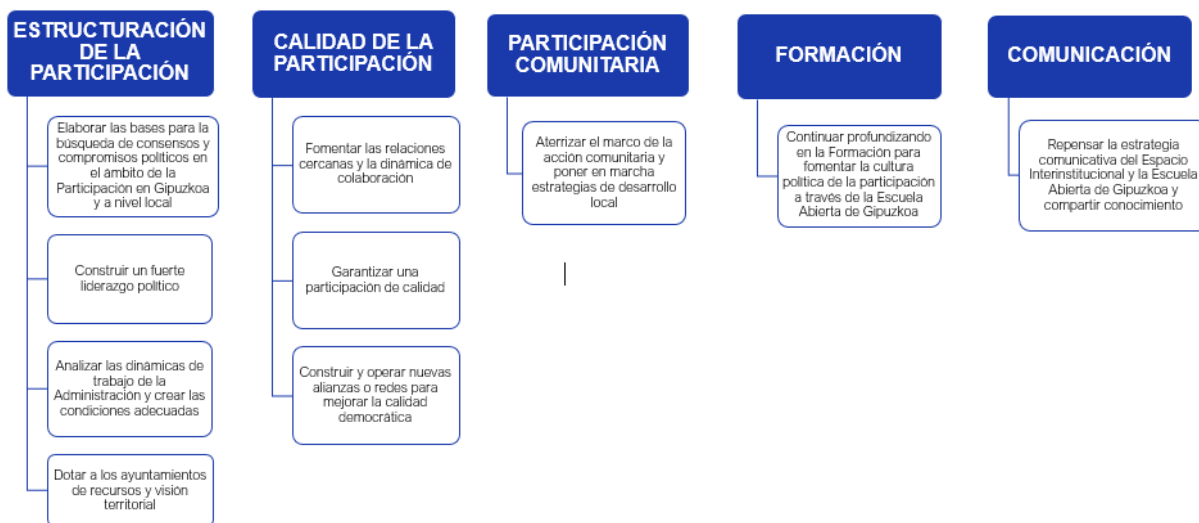 ESTRUCTURACIÓN
DE LA
PARTICIPACIÓN
Elaborar las bases para la
búsqueda de consensos y
compromisos políticos en
el ámbito de la
Participación en Gipuzkoa
y a nivel local
Construir un fuerte
liderazgo político
Analizar las dinámicas de
trabajo de la
Administración y crear las
condiciones adecuadas
Dotar a los ayuntamientos
de recursos y visión
territorial
CALIDAD DE LA
PARTICIPACIÓN
Fomentar las relaciones
cercanas y la dinámica de
colaboración
Garantizar una
participación de calidad
Construir y operar nuevas
alianzas o redes para
mejorar la calidad
democrática
PARTICIPACIÓN
COMUNITARIA
Aterrizar el marco de la
acción comunitaria y
poner en marcha
estrategias de desarrollo
local
FORMACIÓN
Continuar profundizando
en la Formación para
fomentar la cultura
política de la participación
a través de la Escuela
Abierta de Gipuzkoa
COMUNICACIÓN
Repensar la estrategia
comunicativa del Espacio
Interinstitucional y la Escuela
Abierta de Gipuzkoa y
compartir conocimiento